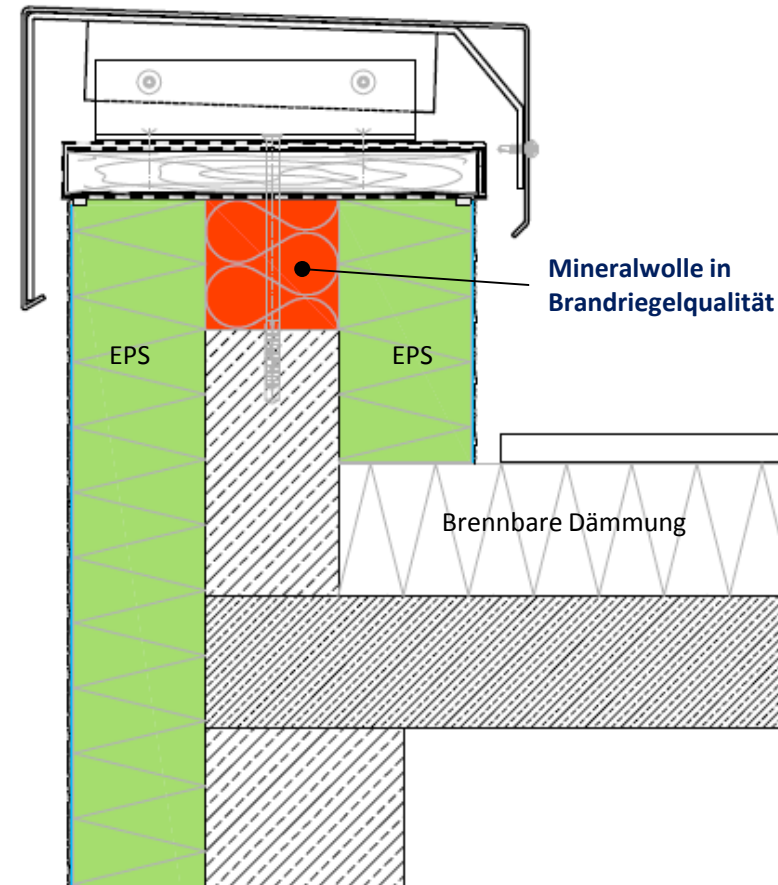 Mineralwolle in
Brandriegelqualität
EPS
EPS
Brennbare Dämmung